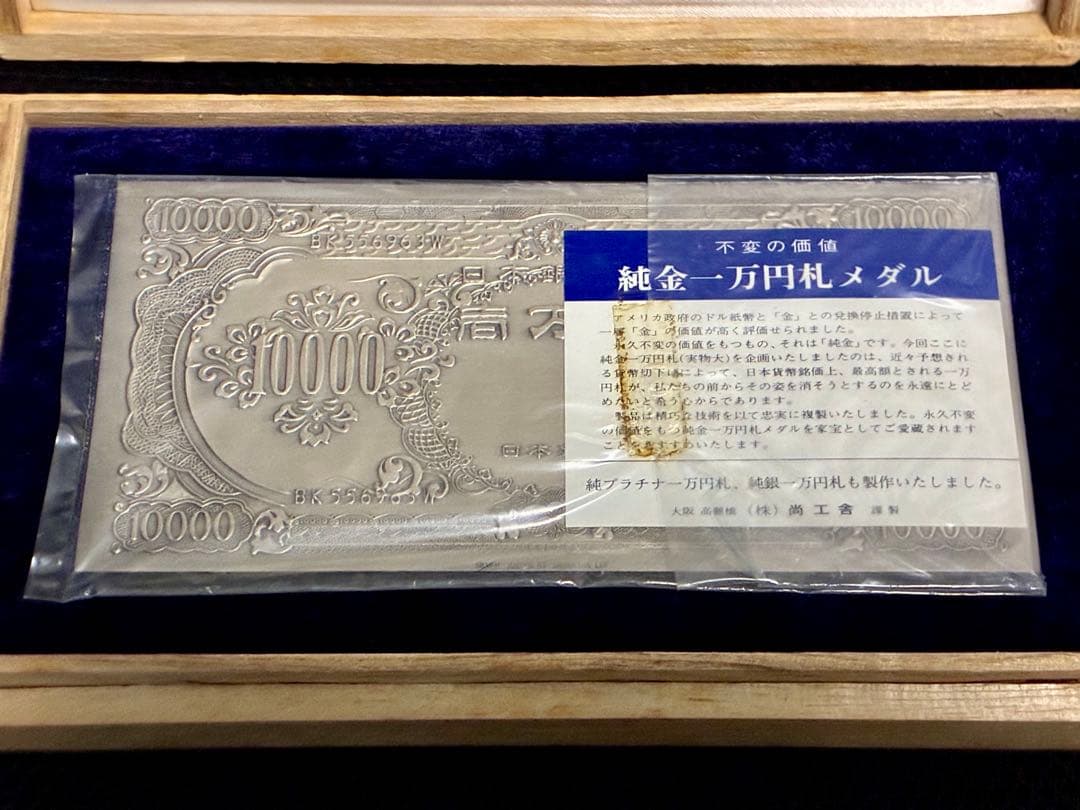 10000
10000
BK556963W
10000
BK556963W
10000
10000
不変の価値
純金一万円札メダル
アメリカ政府のドル紙幣と「金」との兌換停止措置によって
一層「金」の価値が高く評価せられました。
永久不変の価値をもつもの、それは「純金」です。今回ここに
純金一万円札(実物大)を企画いたしましたのは、近々予想され
る貨幣切下げによって、日本貨幣銘価上、最高額とされる一万
円札が、私たちの前からその姿を消そうとするのを永遠にとど
めたいと希う心からであります。
製品は精巧な技術を以て忠実に複製いたしました。永久不変
の価値をもつ純金一万円札メダルを家宝としてご愛蔵されます
ことをおすすめいたします。
純プラチナ一万円札、純銀一万円札も製作いたしました。
大阪 高麗橋 (株) 尚工舎 謹製